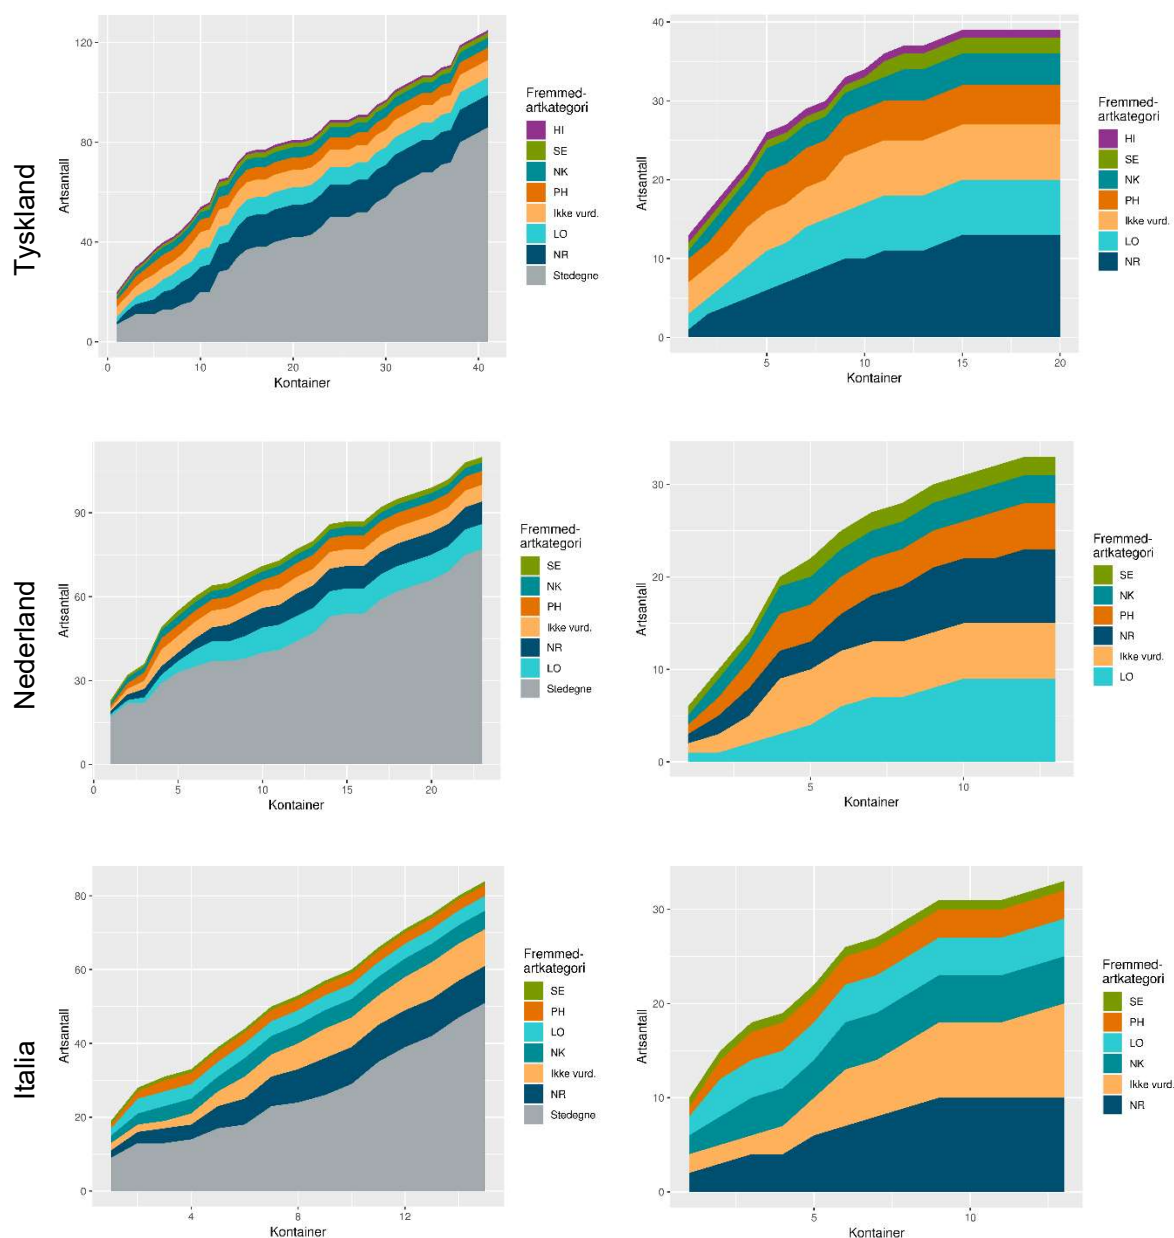 Tyskland
Artsantall
120
80
40
0
0 10 20 30 40
Kontainer
Fremmed-
artkategori
HI
SE
NK
PH
Ikke vurd.
LO
NR
Stedegne
Artsantall
40
30
20
10
0
5 10 15 20
Kontainer
Fremmed-
artkategori
HI
SE
NK
PH
Ikke vurd.
LO
NR
Nederland
Artsantall
90
60
30
0
0 5 10 15 20
Kontainer
Fremmed-
artkategori
SE
NK
PH
Ikke vurd.
NR
LO
Stedegne
Artsantall
30
20
10
0
5 10
Kontainer
Fremmed-
artkategori
SE
NK
PH
NR
Ikke vurd.
LO
Italia
Artsantall
80
60
40
20
0
4 8 12
Kontainer
Fremmed-
artkategori
SE
PH
LO
NK
Ikke vurd.
NR
Stedegne
Artsantall
30
20
10
0
5 10
Kontainer
Fremmed-
artkategori
SE
PH
LO
NK
Ikke vurd.
NR